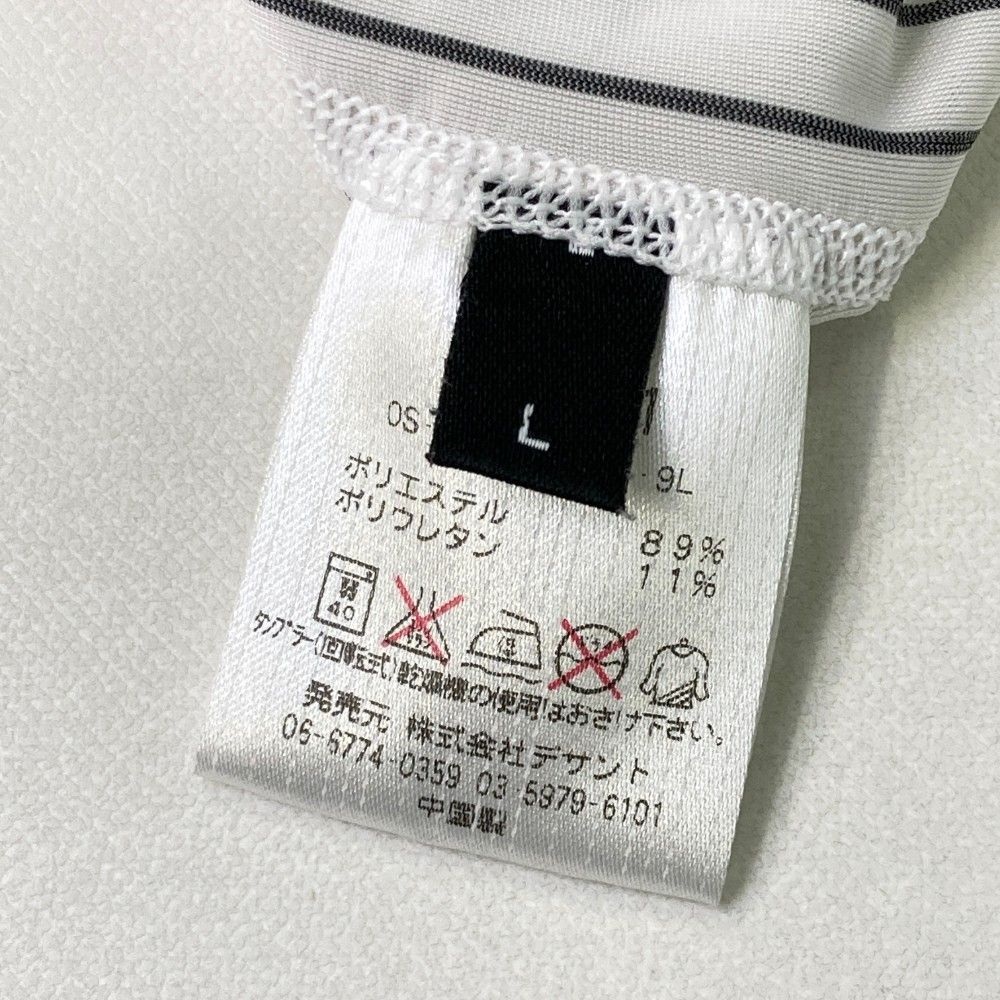 L
OS-
9L
ポリエステル 89%
ポリウレタン 11%
40
タンブラー(回転式)乾燥機の使用はおさけ下さい。
発売元 株式会社デサント
06-6774-0359 03 5979-6101
中国製